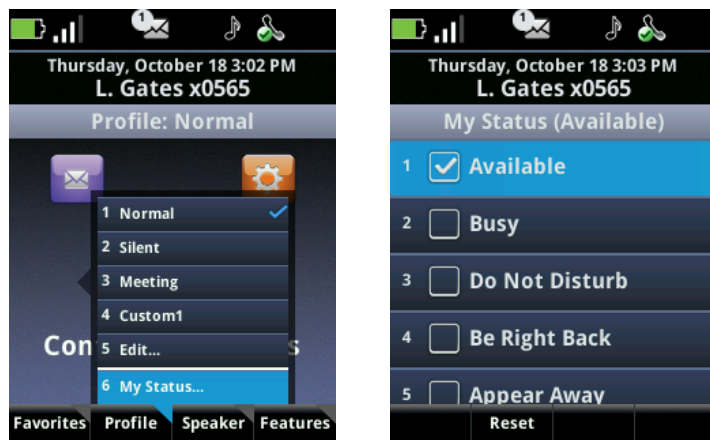 1
Thursday, October 18 3:02 PM
L. Gates x0565
Profile: Normal
1 Normal
2 Silent
3 Meeting
4 Custom1
5 Edit...
6 My Status...
Favorites Profile Speaker Features
1
Thursday, October 18 3:03 PM
L. Gates x0565
My Status (Available)
1 Available
2 Busy
3 Do Not Disturb
4 Be Right Back
5 Appear Away
Reset